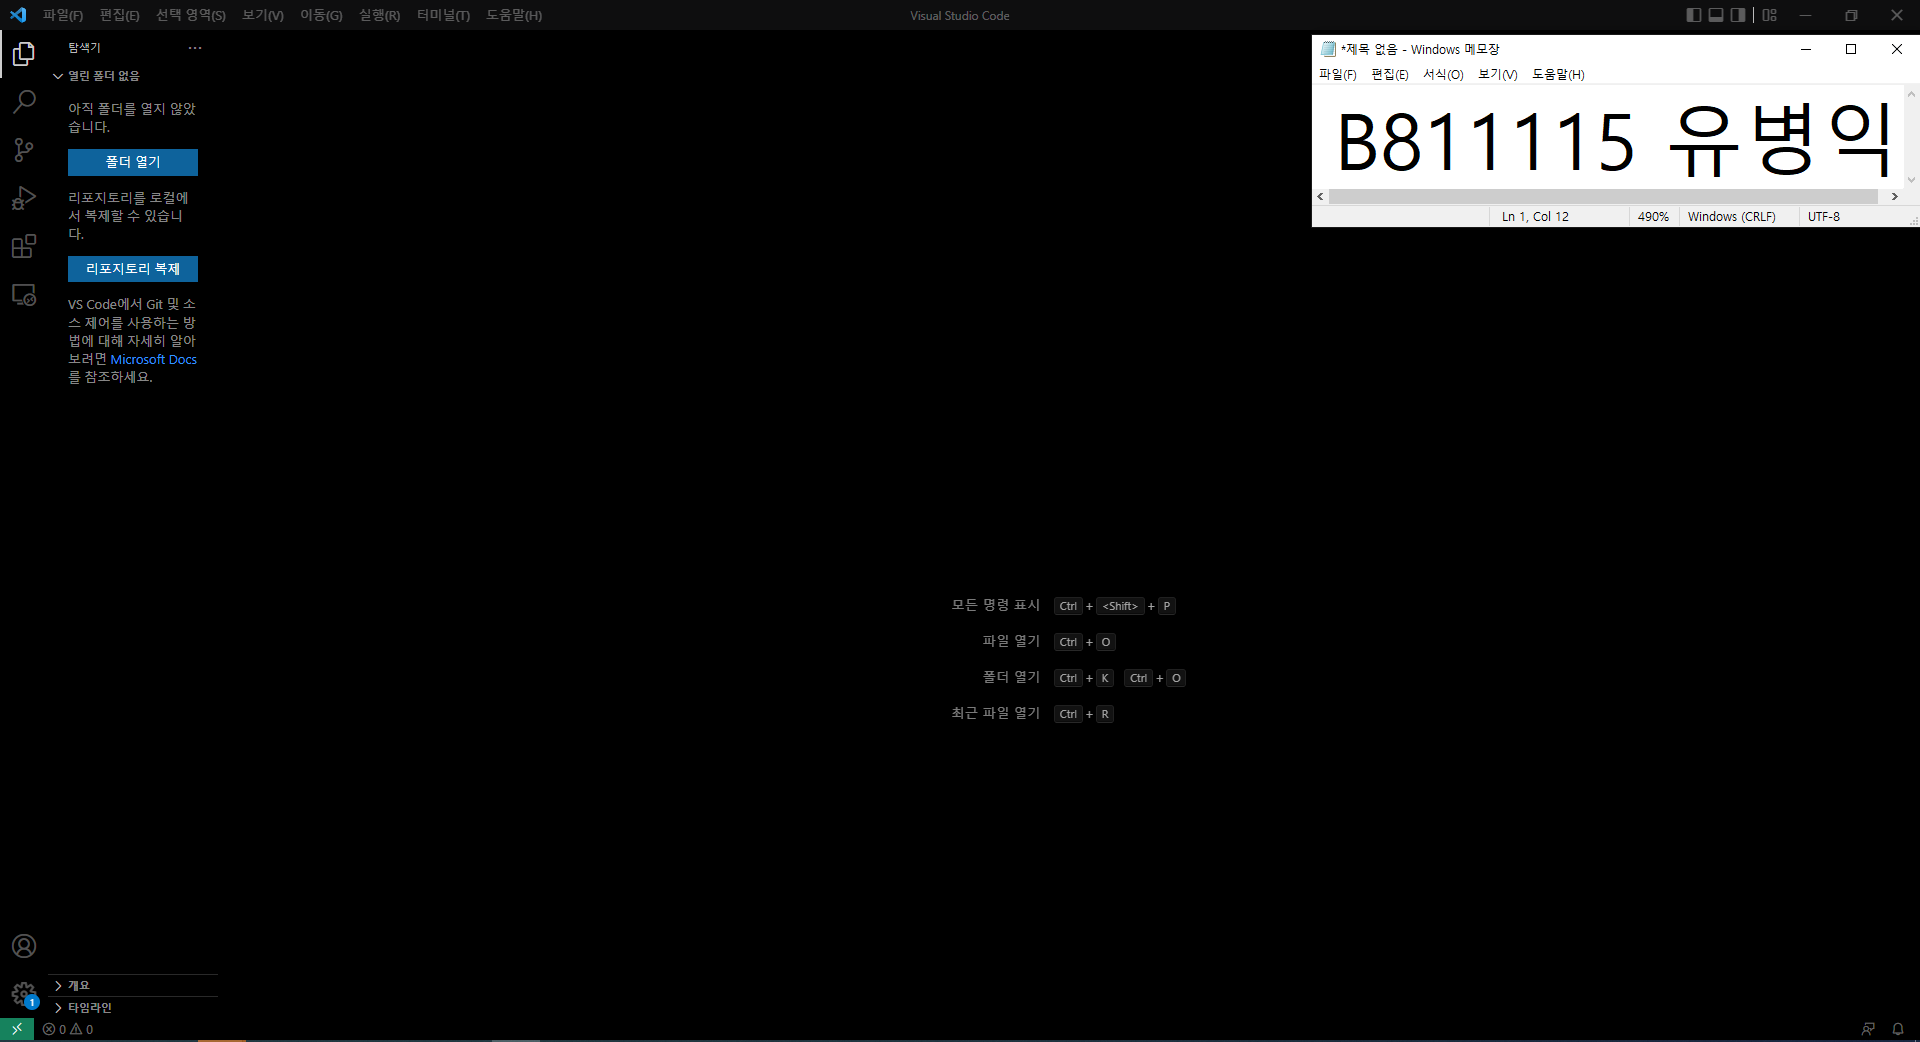 파일(F) 편집(E) 선택 영역(S) 보기(V) 이동(G) 실행(R) 터미널(T) 도움말(H)
Visual Studio Code
탐색기
열린 폴더 없음
아직 폴더를 열지 않았
습니다.
폴더 열기
리포지토리를 로컬에
서 복제할 수 있습니
다.
리포지토리 복제
VS Code에서 Git 및 소
스 제어를 사용하는 방
법에 대해 자세히 알아
보려면 Microsoft Docs
를 참조하세요.
*제목 없음 - Windows 메모장
파일(F) 편집(E) 서식(O) 보기(V) 도움말(H)
B811115 유병익
Ln 1, Col 12 490% Windows (CRLF) UTF-8
모든 명령 표시 Ctrl + <Shift> + P
파일 열기 Ctrl + O
폴더 열기 Ctrl + K Ctrl + O
최근 파일 열기 Ctrl + R
개요
1
타임라인
0 0